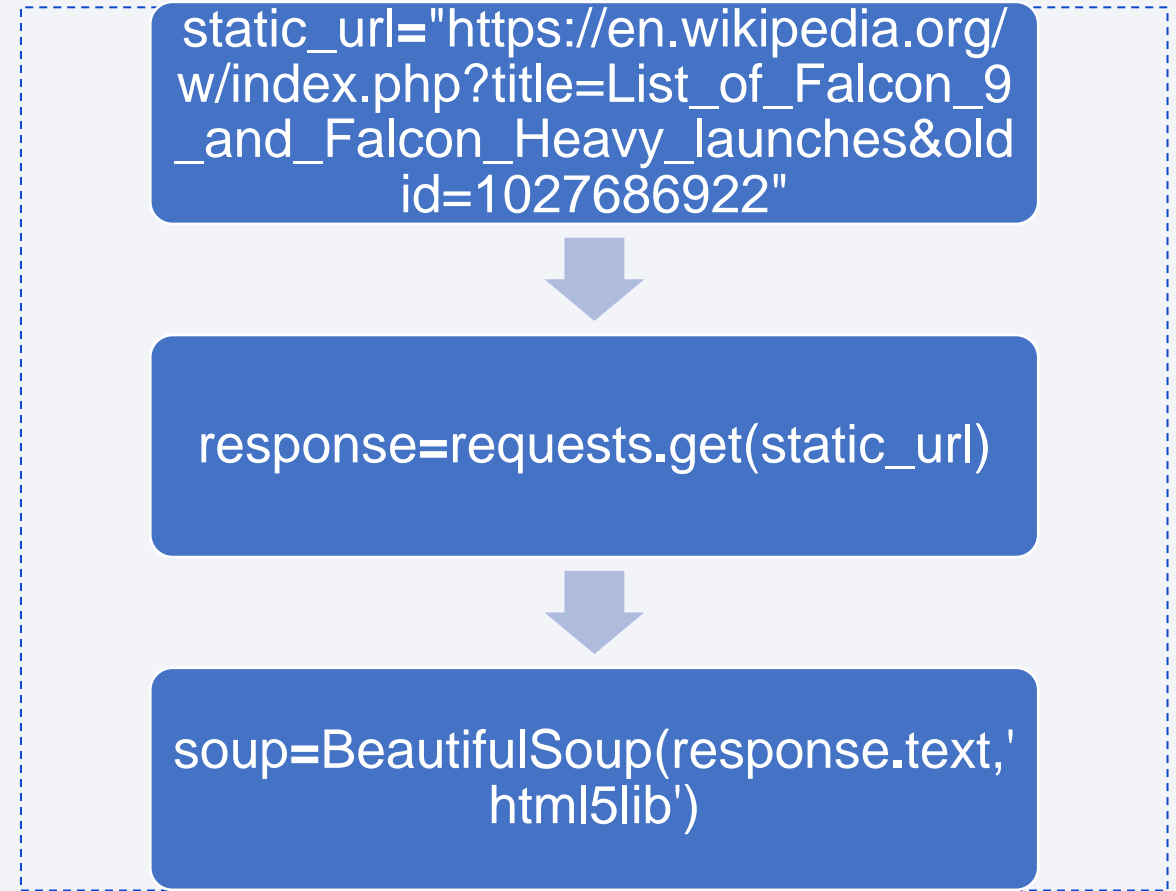 static_url="https://en.wikipedia.org/
w/index.php?title=List_of_Falcon_9
_and_Falcon_Heavy_launches&old
id=1027686922"
response=requests.get(static_url)
soup=BeautifulSoup(response.text,'
html5lib')